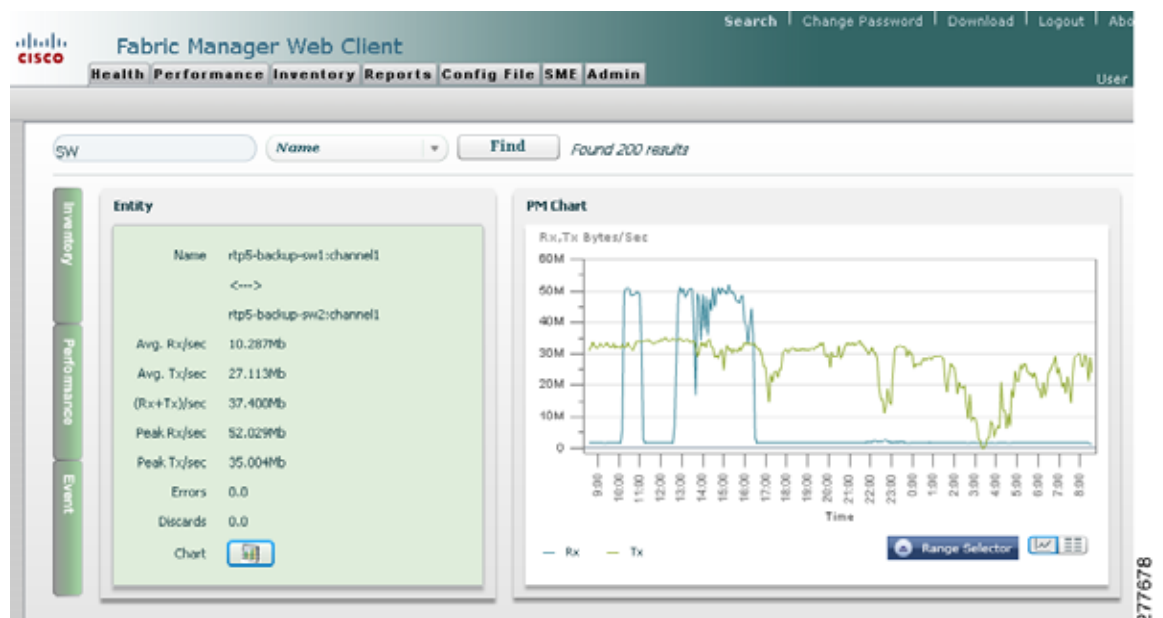 Search | Change Password | Download | Logout | Abo
cisco
Fabric Manager Web Client
Health Performance Inventory Reports Config File SME Admin
User
SW
Name
Find
Found 200 results
Inventory
Performance
Event
Entity
Name rtp5-backup-sw1:channel1
<--->
rtp5-backup-sw2:channel1
Avg. Rx/sec 10.287Mb
Avg. Tx/sec 27.113Mb
(Rx+Tx)/sec 37.400Mb
Peak Rx/sec 52.029Mb
Peak Tx/sec 35.004Mb
Errors 0.0
Discards 0.0
Chart
PM Chart
Rx,Tx Bytes/Sec
60M
50M
40M
30M
20M
10M
0
9:00 10:00 11:00 12:00 13:00 14:00 15:00 16:00 17:00 18:00 19:00 20:00 21:00 22:00 23:00 0:00 1:00 2:00 3:00 4:00 5:00 6:00 7:00 8:00
Time
Rx Tx
Range Selector
277678